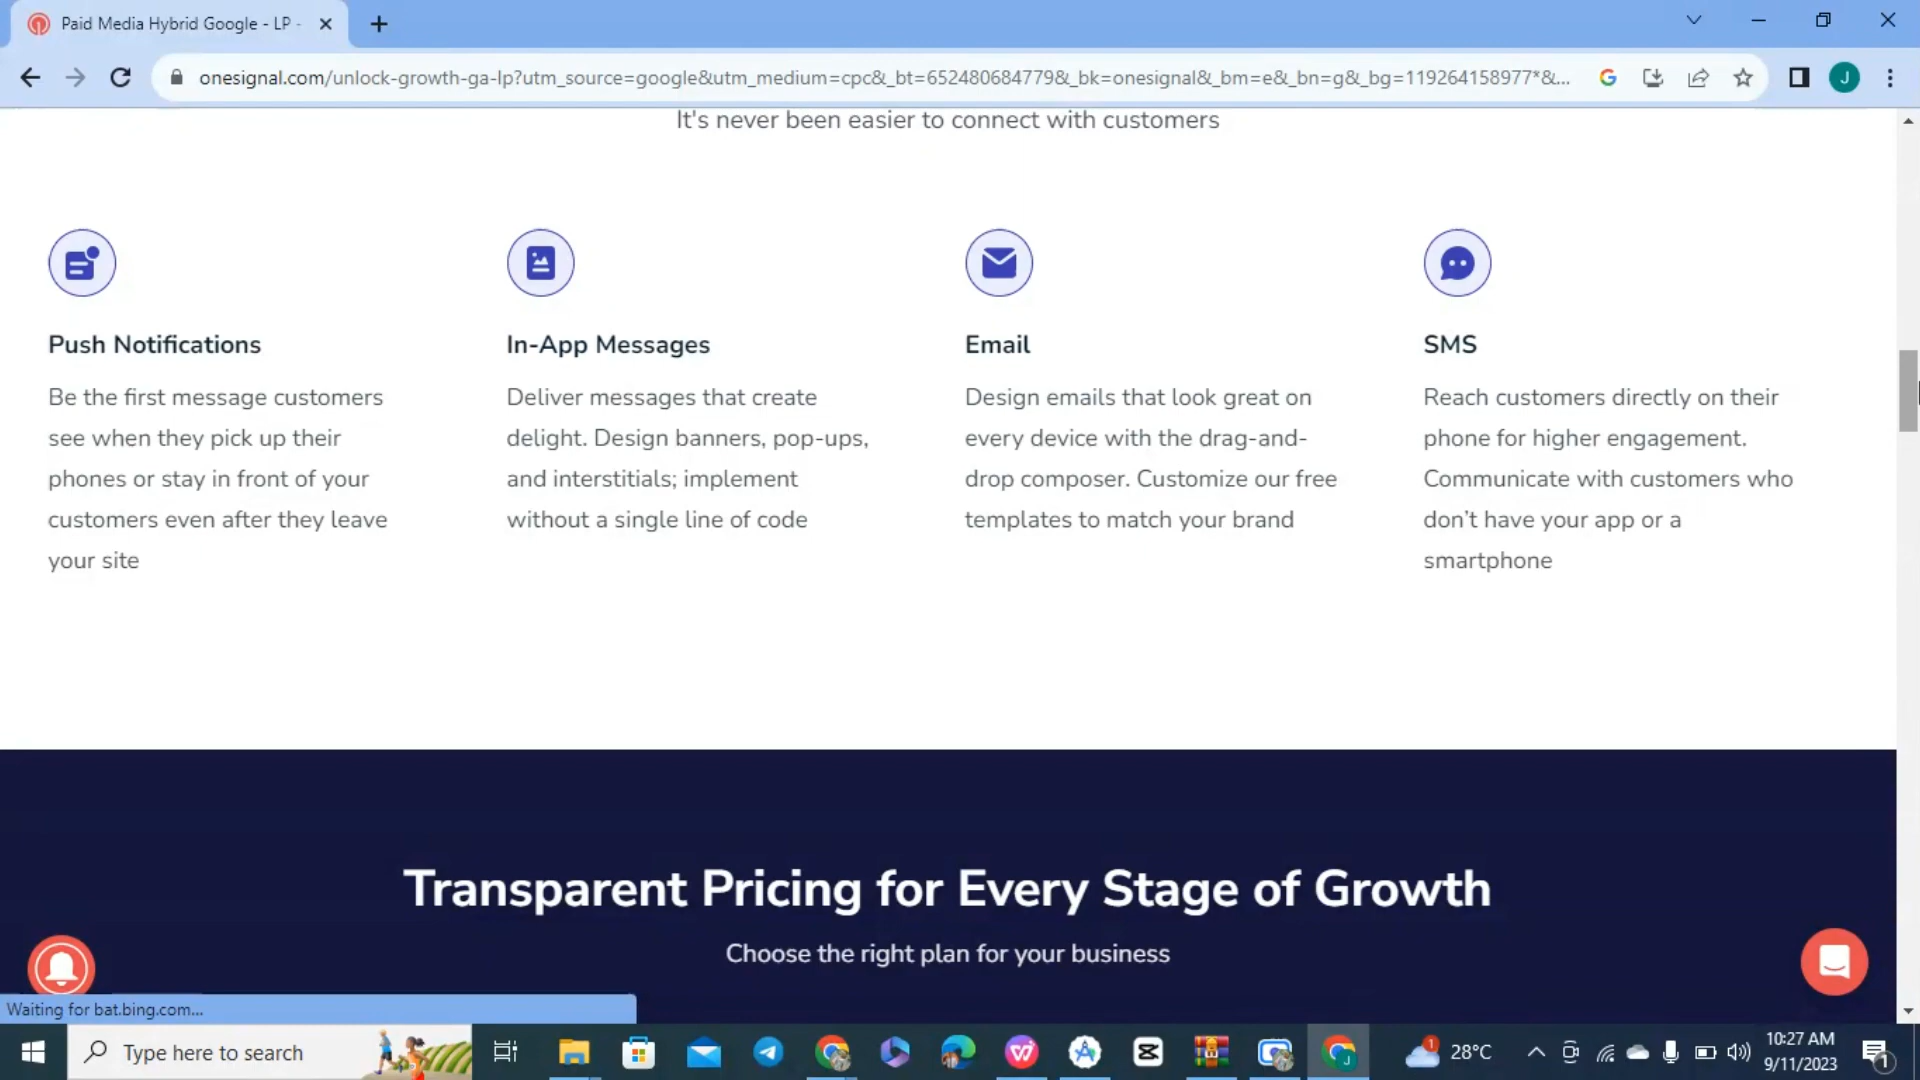 Paid Media Hybrid Google - LP -
onesignal.com/unlock-growth-ga-lp?utm_source=google&utm_medium=cpc&_bt=652480684779&_bk=onesignal&_bm=e&_bn=g&_bg=119264158977*&...
G
J
It's never been easier to connect with customers
Push Notifications
Be the first message customers
see when they pick up their
phones or stay in front of your
customers even after they leave
your site
In-App Messages
Deliver messages that create
delight. Design banners, pop-ups,
and interstitials; implement
without a single line of code
Email
Design emails that look great on
every device with the drag-and-
drop composer. Customize our free
templates to match your brand
SMS
Reach customers directly on their
phone for higher engagement.
Communicate with customers who
don't have your app or a
smartphone
Transparent Pricing for Every Stage of Growth
Choose the right plan for your business
Waiting for bat.bing.com...
Type here to search
1
28°C
10:27 AM
9/11/2023
1